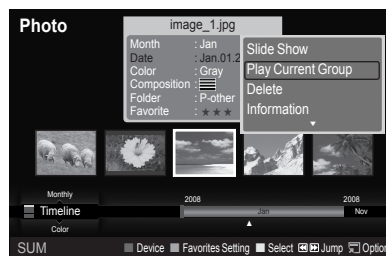 Photo
image_1.jpg
Month : Jan
Date : Jan.01.2
Color : Gray
Composition :
Folder : P-other
Favorite : ★ ★ ★
Slide Show
Play Current Group
Delete
Information
Monthly
Timeline
Color
2008
Jan
2008
Nov
SUM
Device
Favorites Setting
Select
Jump
Option